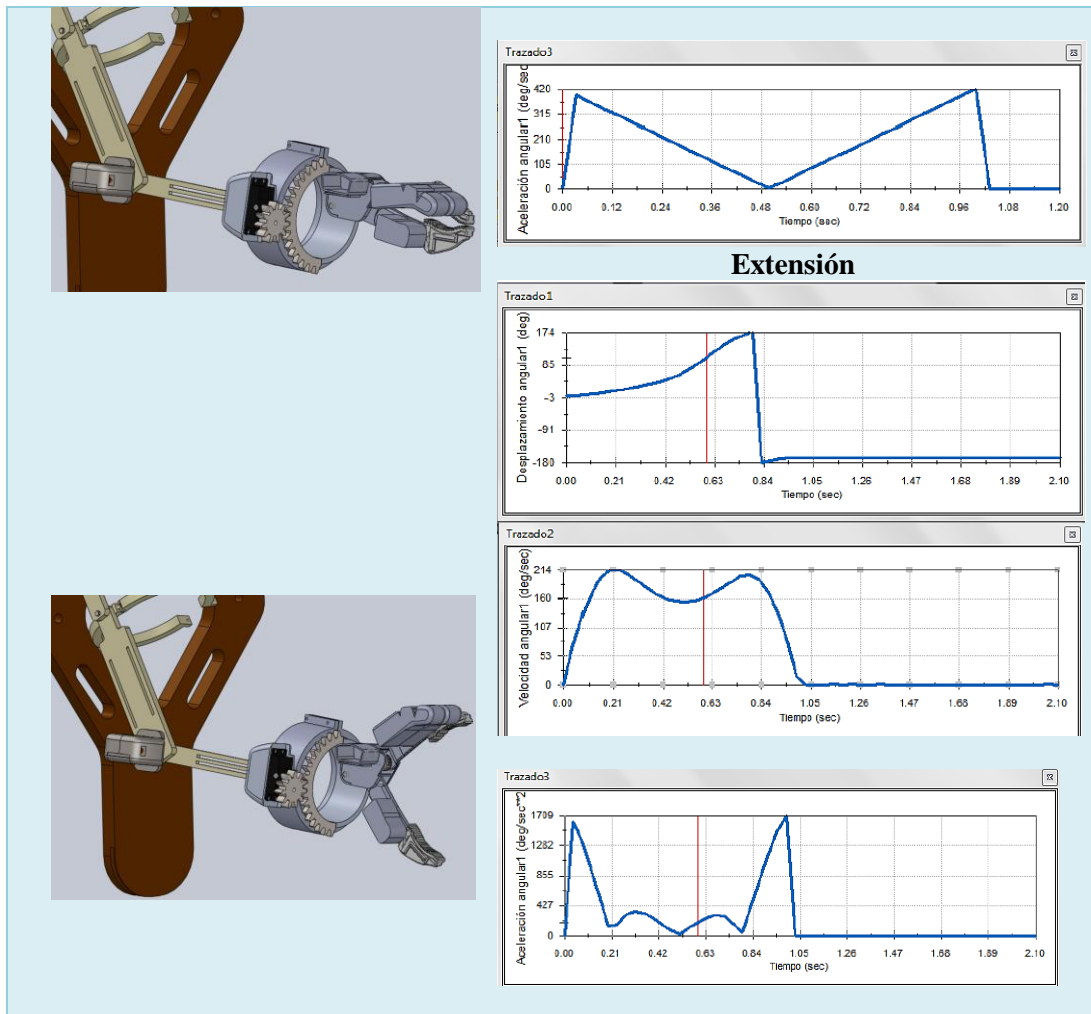 Trazado3
Aceleración angular1 (deg/sec
420
315
210
105
0
0.00 0.12 0.24 0.36 0.48 0.60 0.72 0.84 0.96 1.08 1.20
Tiempo (sec)
Extensión
Trazado1
Desplazamiento angular1 (deg)
174
85
-3
-91
-180
0.00 0.21 0.42 0.63 0.84 1.05 1.26 1.47 1.68 1.89 2.10
Tiempo (sec)
Trazado2
Velocidad angular1 (deg/sec)
214
160
107
53
0
0.00 0.21 0.42 0.63 0.84 1.05 1.26 1.47 1.68 1.89 2.10
Tiempo (sec)
Trazado3
Aceleración angular1 (deg/sec**2
1709
1282
855
427
0
0.00 0.21 0.42 0.63 0.84 1.05 1.26 1.47 1.68 1.89 2.10
Tiempo (sec)